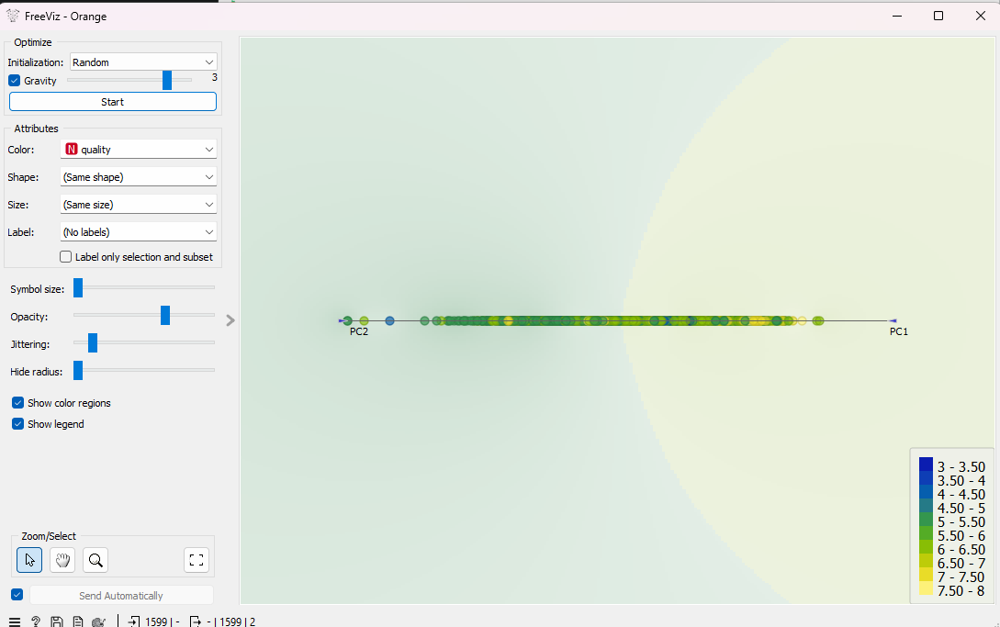 FreeViz - Orange
Optimize
Initialization: Random
Gravity 3
Start
Attributes
Color: N quality
Shape: (Same shape)
Size: (Same size)
Label: (No labels)
Label only selection and subset
Symbol size:
Opacity:
Jittering:
Hide radius:
Show color regions
Show legend
Zoom/Select
Send Automatically
1599 | - - | 1599 | 2
PC2
PC1
3 - 3.50
3.50 - 4
4 - 4.50
4.50 - 5
5 - 5.50
5.50 - 6
6 - 6.50
6.50 - 7
7 - 7.50
7.50 - 8